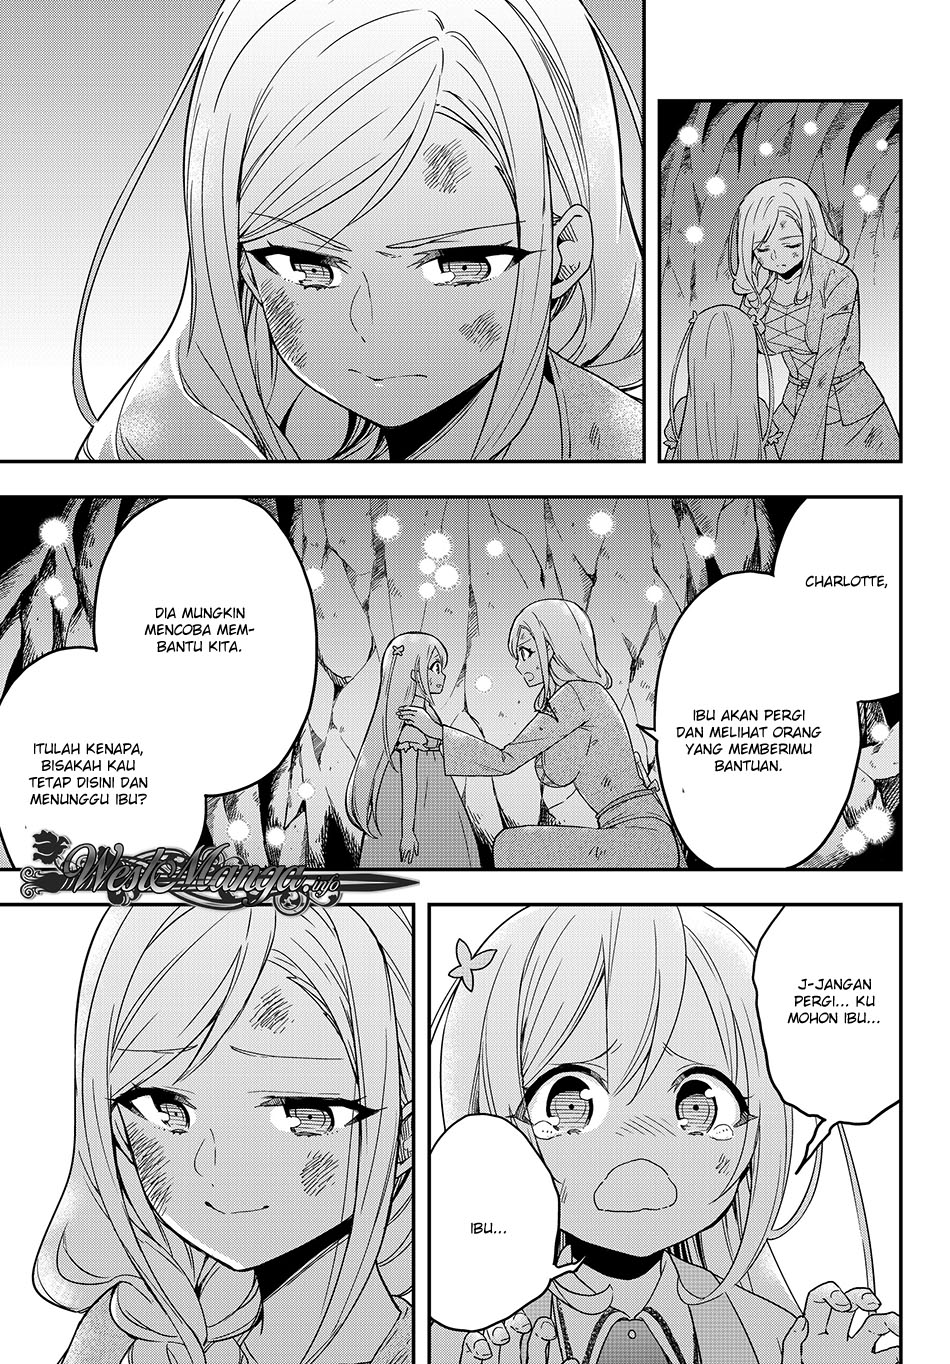 CHARLOTTE,
IBU AKAN PERGI
DAN MELIHAT ORANG
YANG MEMBERIMU
BANTUAN.
DIA MUNGKIN
MENCOBA MEM-
BANTU KITA.
ITULAH KENAPA,
BISAKAH KAU
TETAP DISINI DAN
MENUNGGU IBU?
WestManga.info
J-JANGAN
PERGI... KU
MOHON IBU...
IBU...